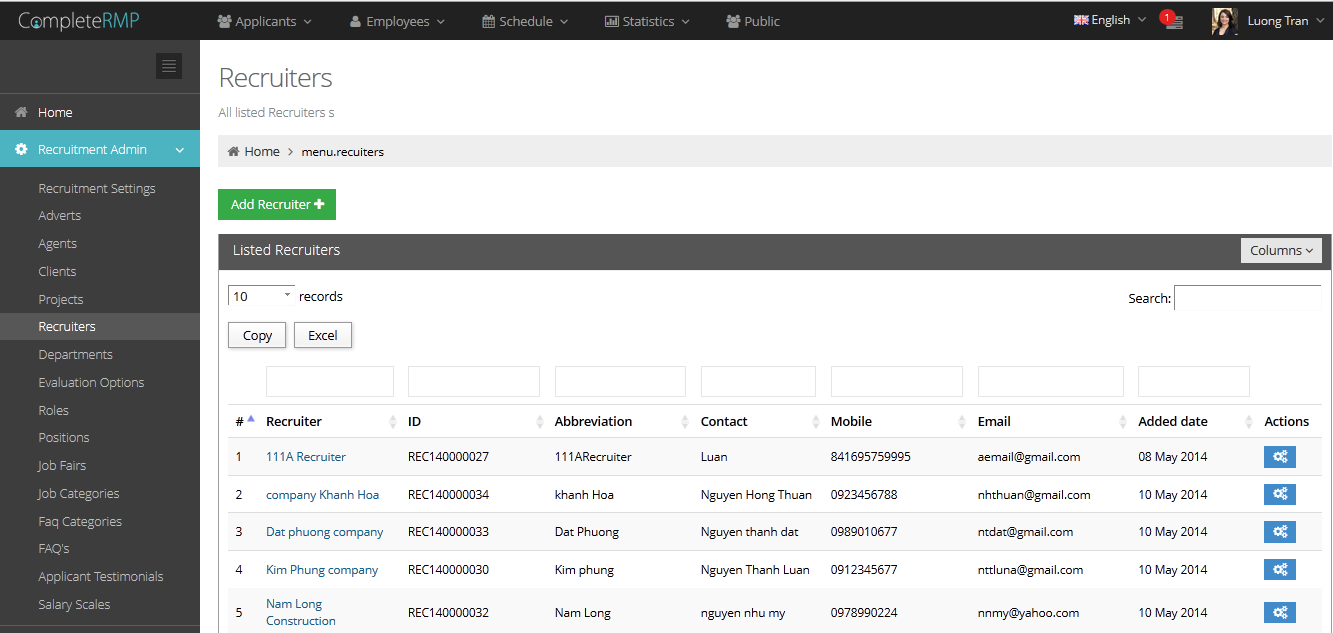 CompleteRMP
Applicants
Employees
Schedule
Statistics
Public
English
1
Luong Tran
Home
Recruitment Admin
Recruitment Settings
Adverts
Agents
Clients
Projects
Recruiters
Departments
Evaluation Options
Roles
Positions
Job Fairs
Job Categories
Faq Categories
FAQ's
Applicant Testimonials
Salary Scales
Recruiters
All listed Recruiters s
Home > menu.recuiters
Add Recruiter +
Listed Recruiters
Columns
10 records
Search:
Copy Excel
# Recruiter ID Abbreviation Contact Mobile Email Added date Actions
1 111A Recruiter REC140000027 111ARecruiter Luan 841695759995 aemail@gmail.com 08 May 2014
2 company Khanh Hoa REC140000034 khanh Hoa Nguyen Hong Thuan 0923456788 nhthuan@gmail.com 10 May 2014
3 Dat phuong company REC140000033 Dat Phuong Nguyen thanh dat 0989010677 ntdat@gmail.com 10 May 2014
4 Kim Phung company REC140000030 Kim phung Nguyen Thanh Luan 0912345677 nttluna@gmail.com 10 May 2014
5 Nam Long
Construction REC140000032 Nam Long nguyen nhu my 0978990224 nnmy@yahoo.com 10 May 2014